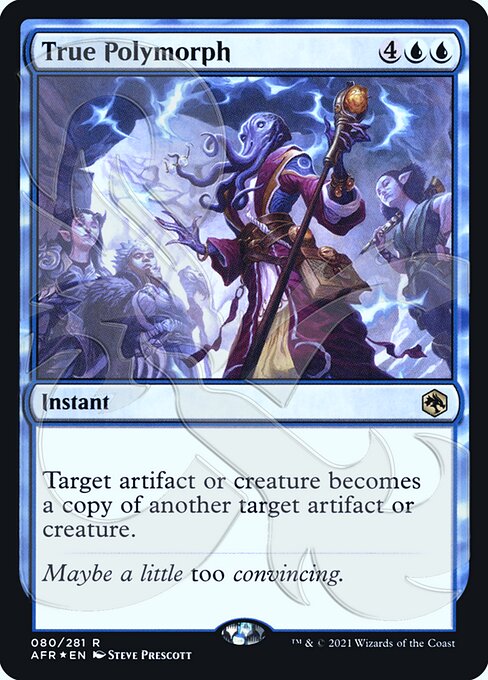 True Polymorph 4
Instant
Target artifact or creature becomes
a copy of another target artifact or
creature.
Maybe a little too convincing.
080/281 R
AFR ★ EN Steve Prescott
™ & © 2021 Wizards of the Coast